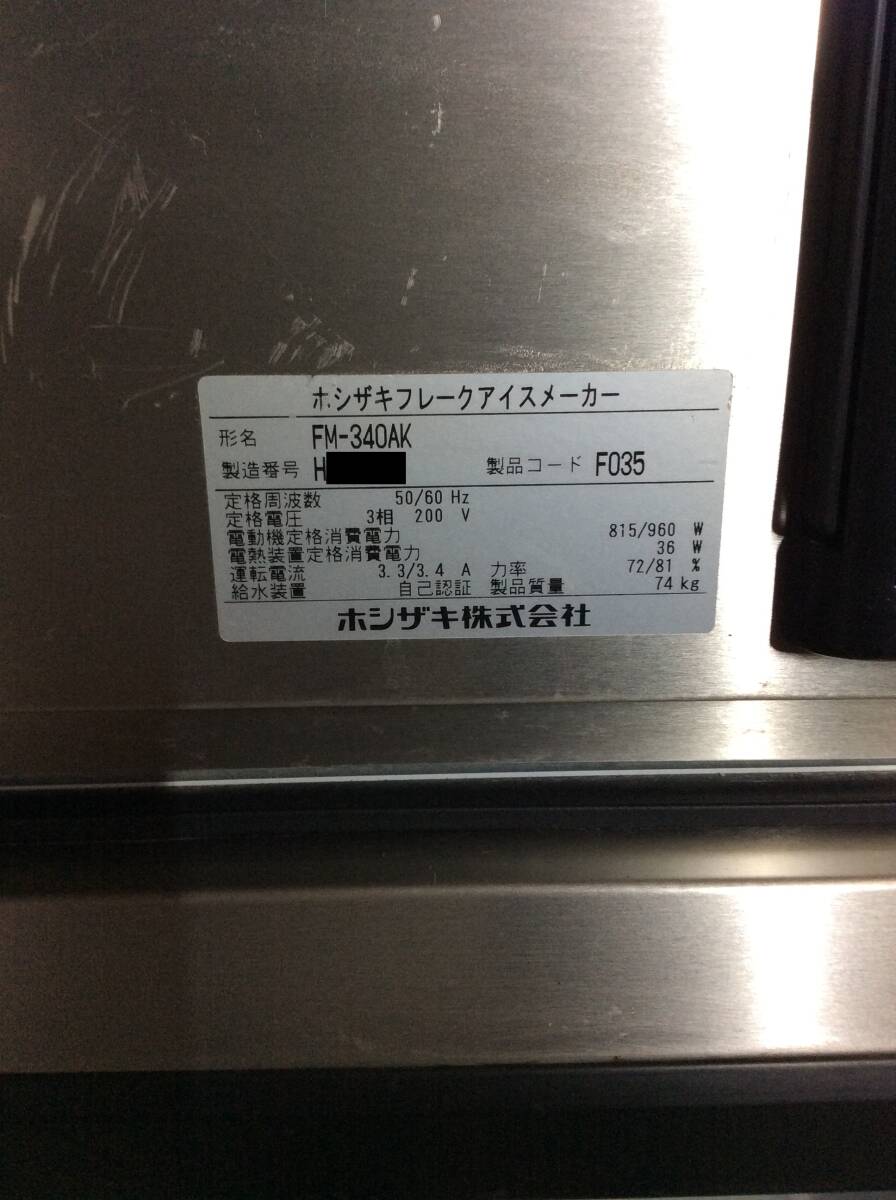 ホシザキフレークアイスメーカー
形名 FM-340AK
製造番号 H 製品コード F035
定格周波数 50/60 Hz
定格電圧 3相 200 V
電動機定格消費電力 815/960 W
電熱装置定格消費電力 36 W
運転電流 3.3/3.4 A 力率 72/81 %
給水装置 自己認証 製品質量 74 kg
ホシザキ株式会社